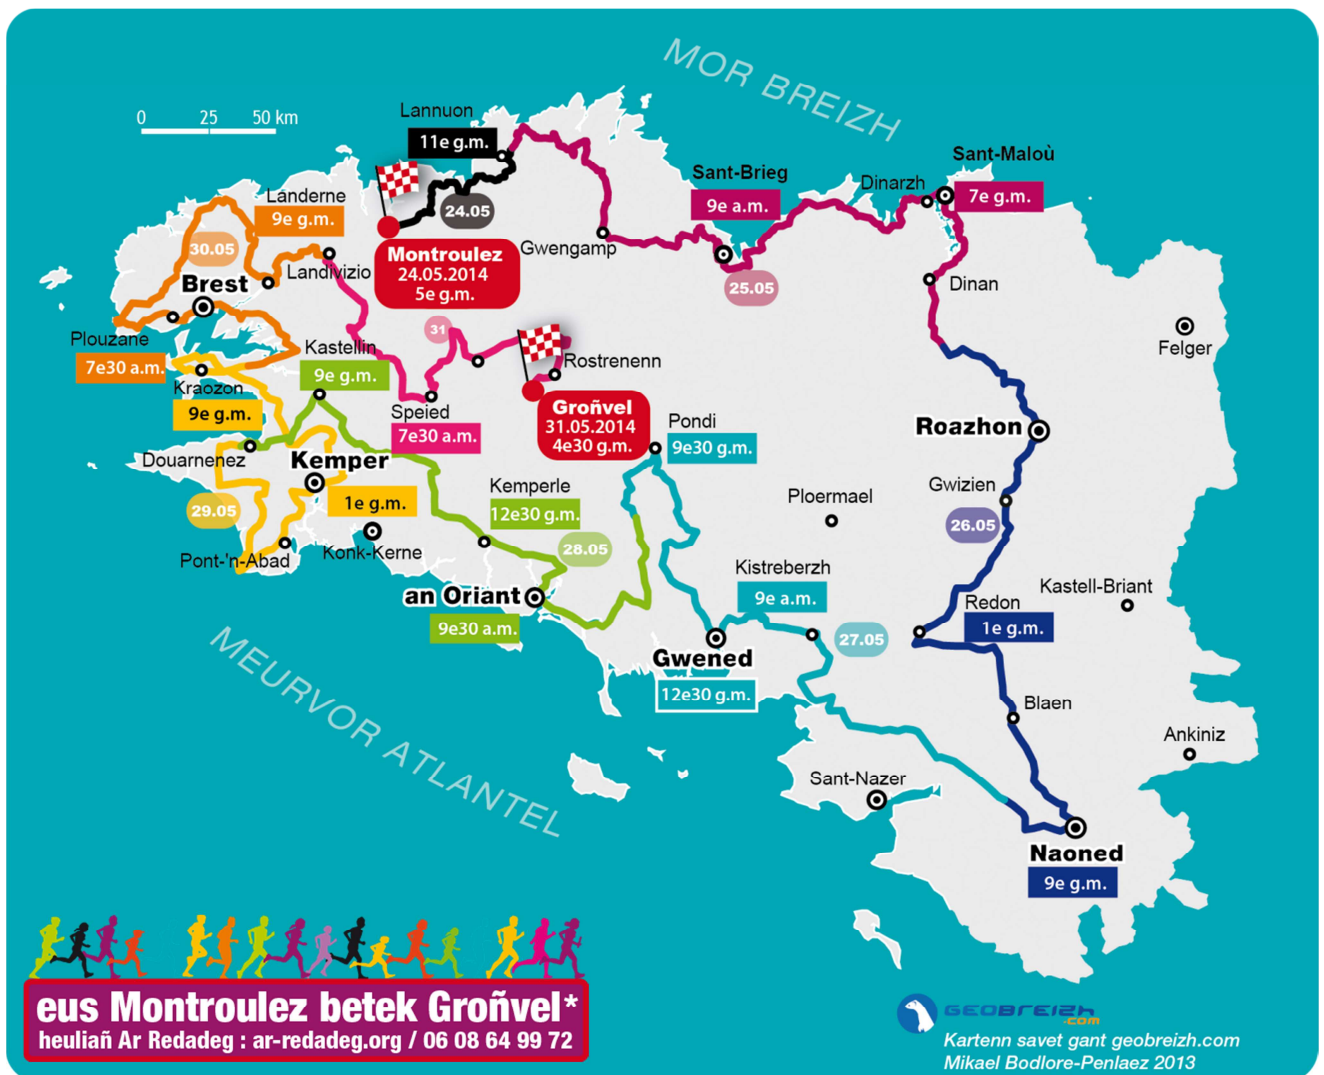 MOR BREIZH
0 25 50 km
Lannuon
11e g.m.
Sant-Maloù
7e g.m.
Sant-Brieg
9e a.m.
Dinarzh
Landerne
9e g.m.
24.05
30.05
Montroulez
24.05.2014
5e g.m.
Gwengamp
Landivizio
Brest
25.05
Dinan
Plouzane
7e30 a.m.
31
Felger
Kastellin
9e g.m.
Rostrenenn
Kraozon
9e g.m.
Speied
7e30 a.m.
Groñvel
31.05.2014
4e30 g.m.
Pondi
9e30 g.m.
Roazhon
Douarnenez
Kemper
1e g.m.
Kemperle
12e30 g.m.
Ploermael
Gwizien
26.05
29.05
Pont-'n-Abad
Konk-Kerne
28.05
Kistreberzh
9e a.m.
Kastell-Briant
an Oriant
9e30 a.m.
Redon
1e g.m.
27.05
Gwened
12e30 g.m.
Blaen
Ankiniz
MEURVOR ATLANTEL
Sant-Nazer
Naoned
9e g.m.
eus Montroulez betek Groñvel*
heuliañ Ar Redadeg : ar-redadeg.org / 06 08 64 99 72
GEOBREIZH
.com
Kartenn savet gant geobreizh.com
Mikael Bodlore-Penlaez 2013